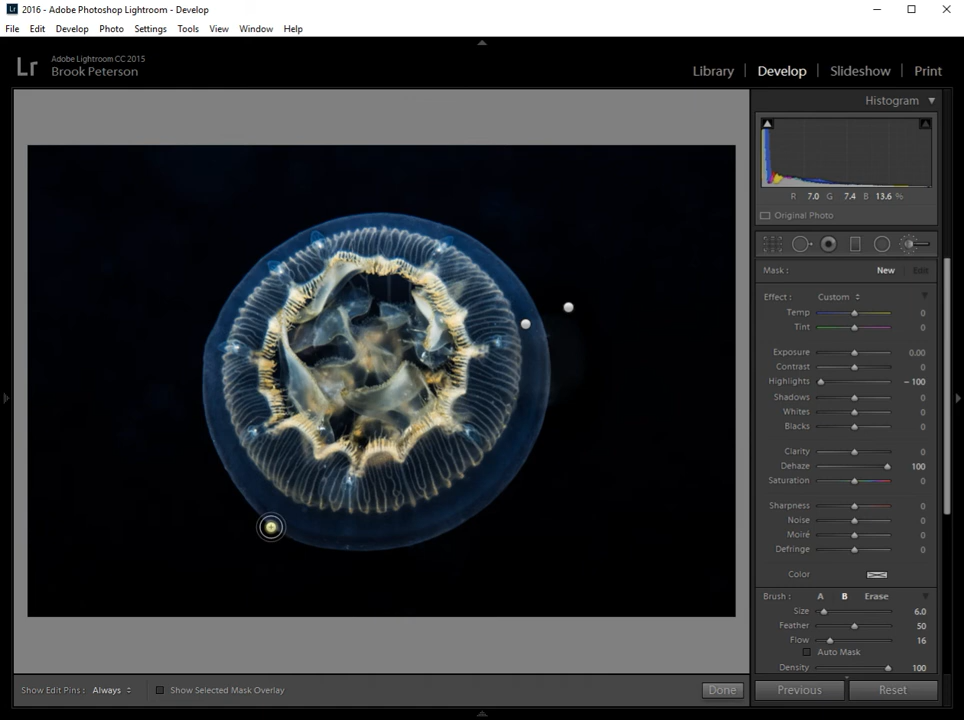 Lr 2016 - Adobe Photoshop Lightroom - Develop
File Edit Develop Photo Settings Tools View Window Help
Lr
Adobe Lightroom CC 2015
Brook Peterson
Library | Develop | Slideshow | Print
Histogram
R 7.0 G 7.4 B 13.6 %
Original Photo
Mask : New Edit
Effect : Custom
Temp 0
Tint 0
Exposure 0.00
Contrast 0
Highlights – 100
Shadows 0
Whites 0
Blacks 0
Clarity 0
Dehaze 100
Saturation 0
Sharpness 0
Noise 0
Moiré 0
Defringe 0
Color
Brush : A B Erase
Size 6.0
Feather 50
Flow 16
Auto Mask
Density 100
Show Edit Pins : Always Show Selected Mask Overlay Done Previous Reset